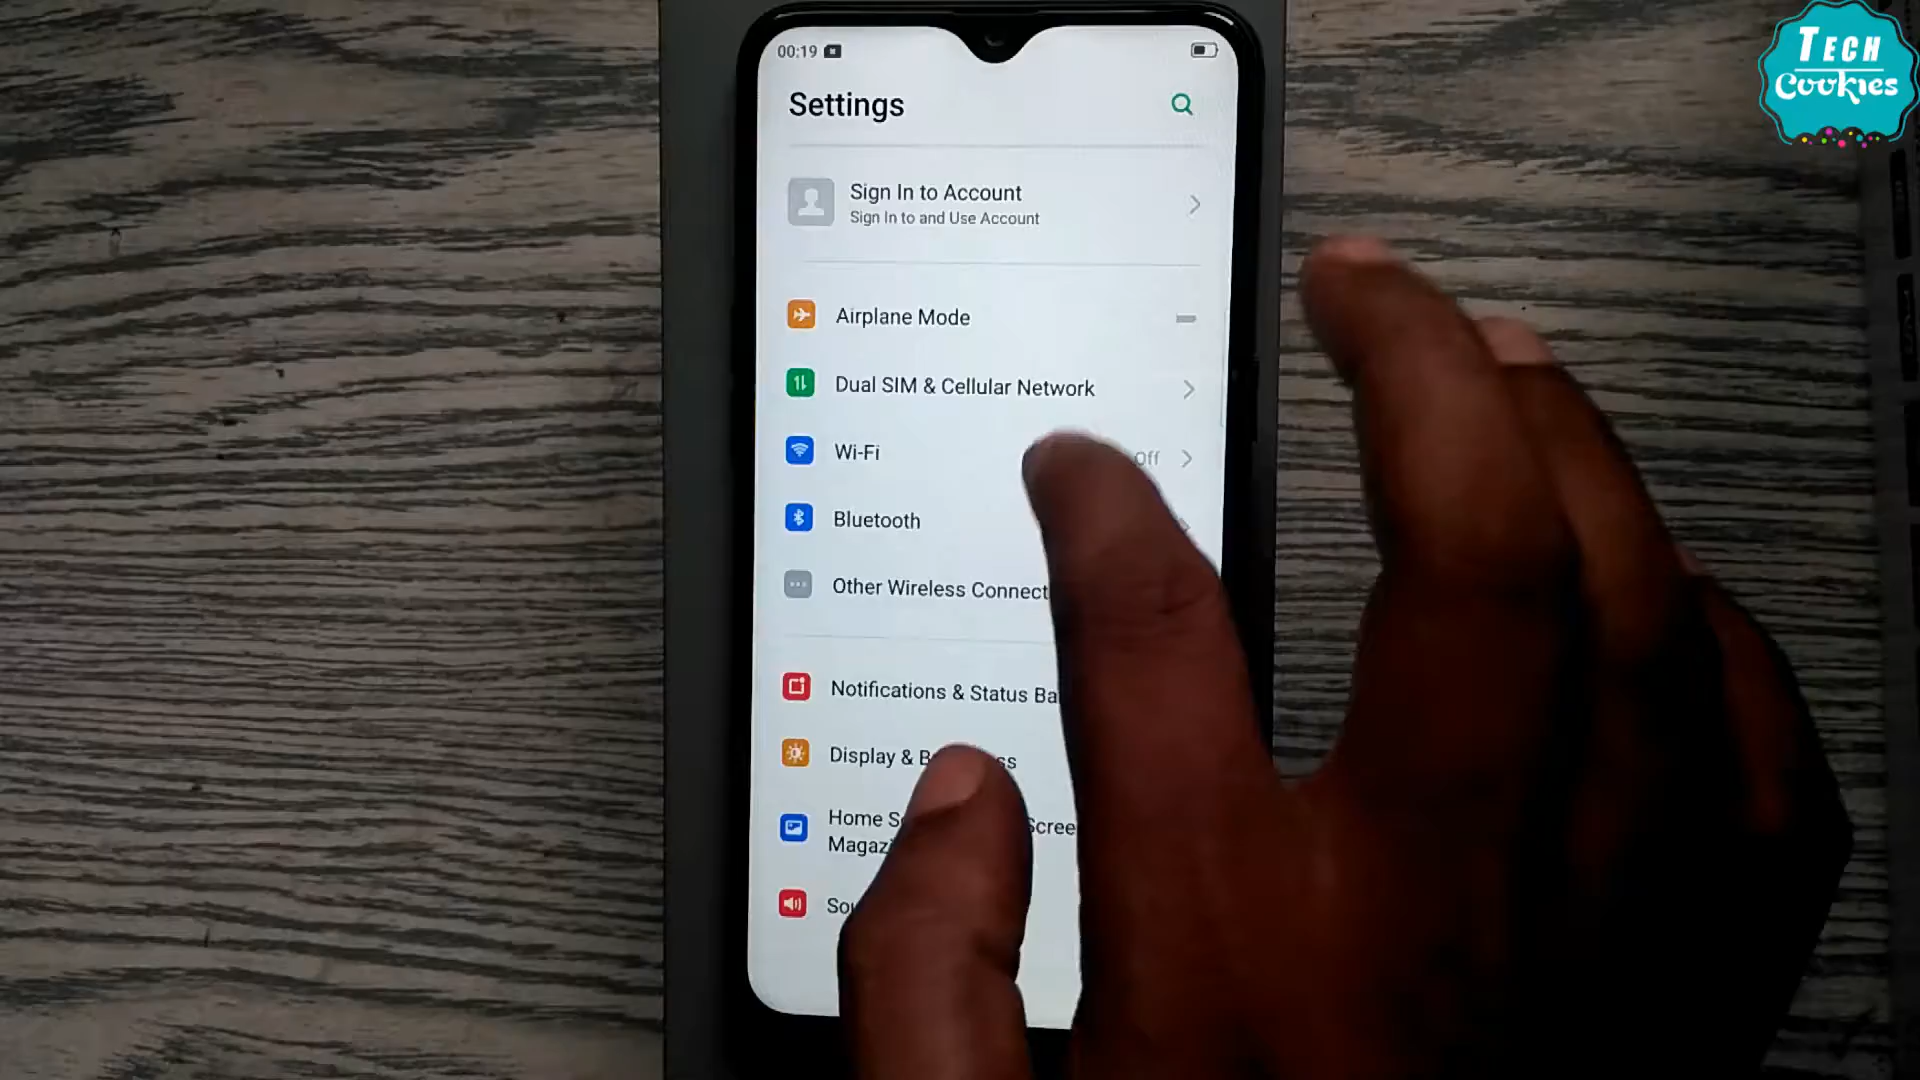 TECH
Cookies
00:19
Settings
Sign In to Account
Sign In to and Use Account
Airplane Mode
Dual SIM & Cellular Network
Wi-Fi
Off
Bluetooth
Other Wireless Connect
Notifications & Status Ba
Display & B ss
Home S Scree
Magazi
Sou